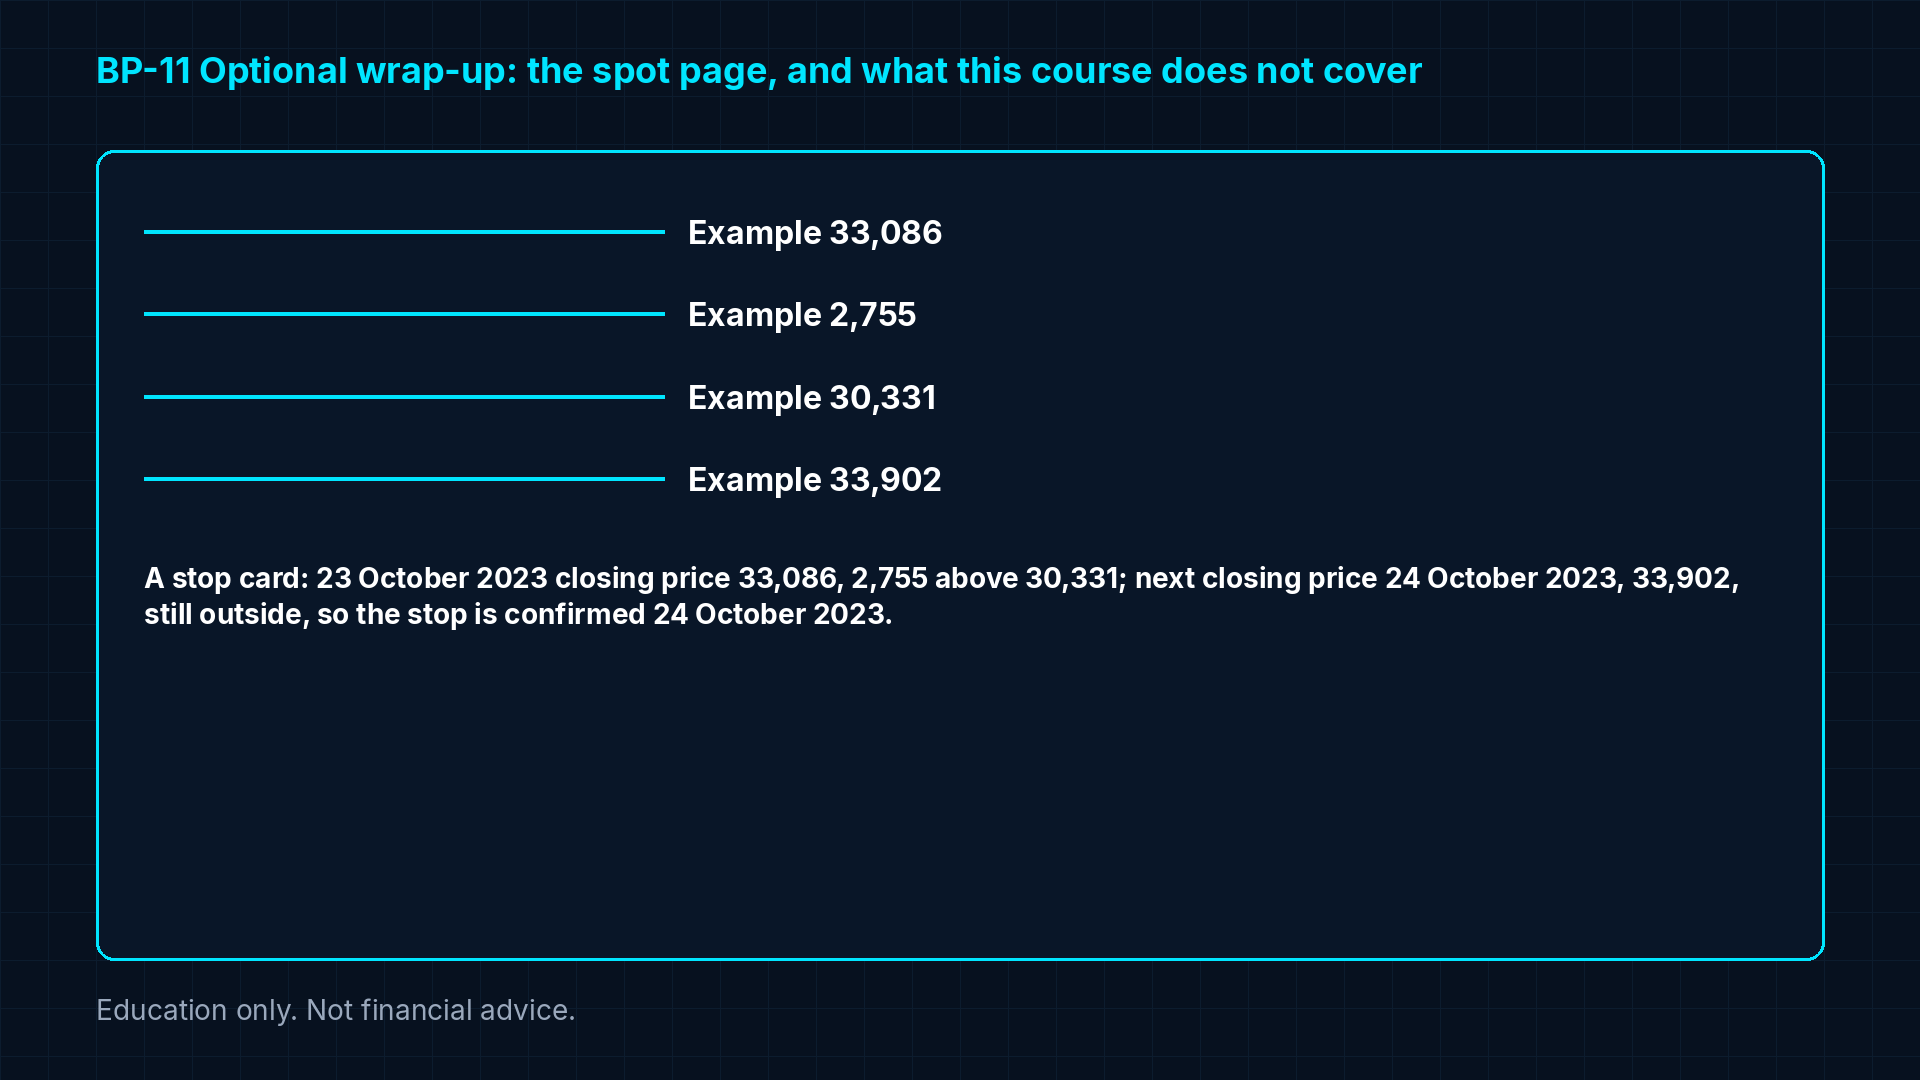 BP-11 Optional wrap-up: the spot page, and what this course does not cover
Example 33,086
Example 2,755
Example 30,331
Example 33,902
A stop card: 23 October 2023 closing price 33,086, 2,755 above 30,331; next closing price 24 October 2023, 33,902,
still outside, so the stop is confirmed 24 October 2023.
Education only. Not financial advice.